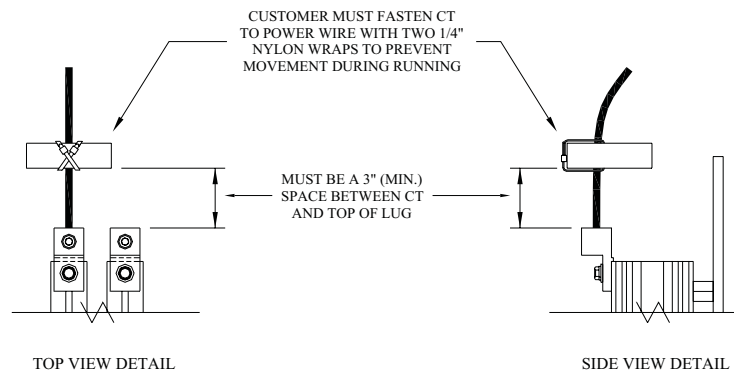 CUSTOMER MUST FASTEN CT
TO POWER WIRE WITH TWO 1/4"
NYLON WRAPS TO PREVENT
MOVEMENT DURING RUNNING
MUST BE A 3" (MIN.)
SPACE BETWEEN CT
AND TOP OF LUG
TOP VIEW DETAIL
SIDE VIEW DETAIL